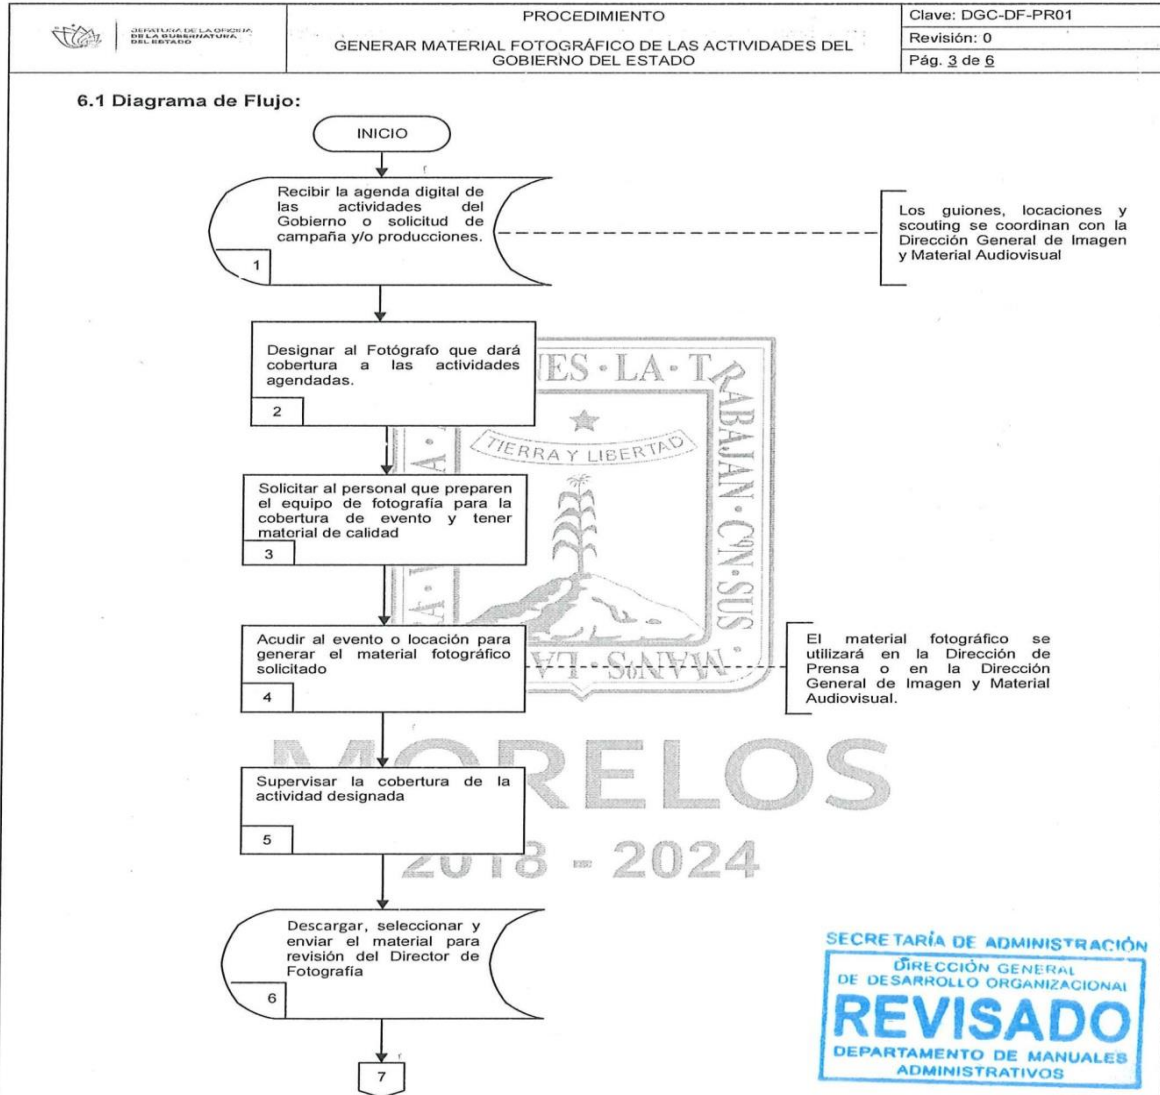 JEFATURA DE LA OFICINA
DE LA GUBERNATURA
DEL ESTADO
PROCEDIMIENTO
GENERAR MATERIAL FOTOGRÁFICO DE LAS ACTIVIDADES DEL
GOBIERNO DEL ESTADO
Clave: DGC-DF-PR01
Revisión: 0
Pág. 3 de 6
6.1 Diagrama de Flujo:
INICIO
Recibir la agenda digital de
las actividades del
Gobierno o solicitud de
campaña y/o producciones.
1
Los guiones, locaciones y
scouting se coordinan con la
Dirección General de Imagen
y Material Audiovisual
Designar al Fotógrafo que dará
cobertura a las actividades
agendadas.
2
Solicitar al personal que preparen
el equipo de fotografía para la
cobertura de evento y tener
material de calidad
3
Acudir al evento o locación para
generar el material fotográfico
solicitado
4
El material fotográfico se
utilizará en la Dirección de
Prensa o en la Dirección
General de Imagen y Material
Audiovisual.
Supervisar la cobertura de la
actividad designada
5
Descargar, seleccionar y
enviar el material para
revisión del Director de
Fotografía
6
7
TIERRA Y LIBERTAD
ES · LA · TRABAJAN · CON · SUS · MANOS · LA
MORELOS
2018 - 2024
SECRETARÍA DE ADMINISTRACIÓN
DIRECCIÓN GENERAL
DE DESARROLLO ORGANIZACIONAL
REVISADO
DEPARTAMENTO DE MANUALES
ADMINISTRATIVOS